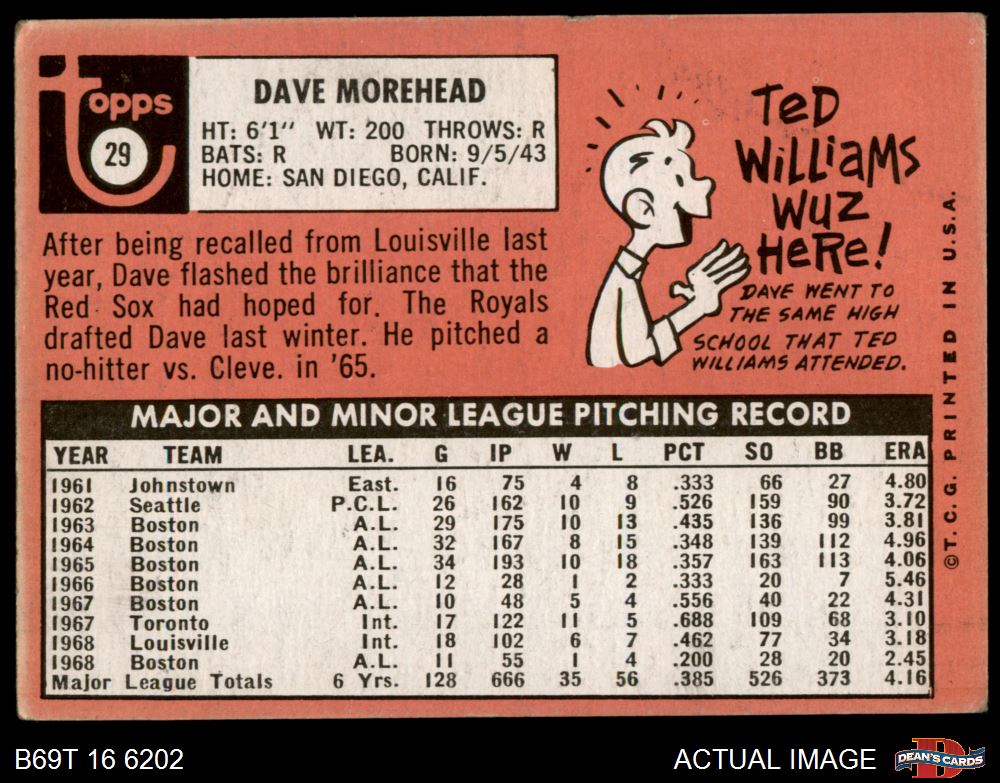 Topps
29
DAVE MOREHEAD
HT: 6'1" WT: 200 THROWS: R
BATS: R BORN: 9/5/43
HOME: SAN DIEGO, CALIF.
After being recalled from Louisville last
year, Dave flashed the brilliance that the
Red Sox had hoped for. The Royals
drafted Dave last winter. He pitched a
no-hitter vs. Cleve. in '65.
TeD
WiLLiaMS
WuZ
HeRe!
DAVE WENT TO
THE SAME HIGH
SCHOOL THAT TED
WILLIAMS ATTENDED.
©T. C. G. PRINTED IN U.S.A.
MAJOR AND MINOR LEAGUE PITCHING RECORD
YEAR TEAM LEA. G IP W L PCT SO BB ERA
1961 Johnstown East. 16 75 4 8 .333 66 27 4.80
1962 Seattle P.C.L. 26 162 10 9 .526 159 90 3.72
1963 Boston A.L. 29 175 10 13 .435 136 99 3.81
1964 Boston A.L. 32 167 8 15 .348 139 112 4.96
1965 Boston A.L. 34 193 10 18 .357 163 113 4.06
1966 Boston A.L. 12 28 1 2 .333 20 7 5.46
1967 Boston A.L. 10 48 5 4 .556 40 22 4.31
1967 Toronto Int. 17 122 11 5 .688 109 68 3.10
1968 Louisville Int. 18 102 6 7 .462 77 34 3.18
1968 Boston A.L. 11 55 1 4 .200 28 20 2.45
Major League Totals 6 Yrs. 128 666 35 56 .385 526 373 4.16
B69T 16 6202
ACTUAL IMAGE
DEAN'S CARDS